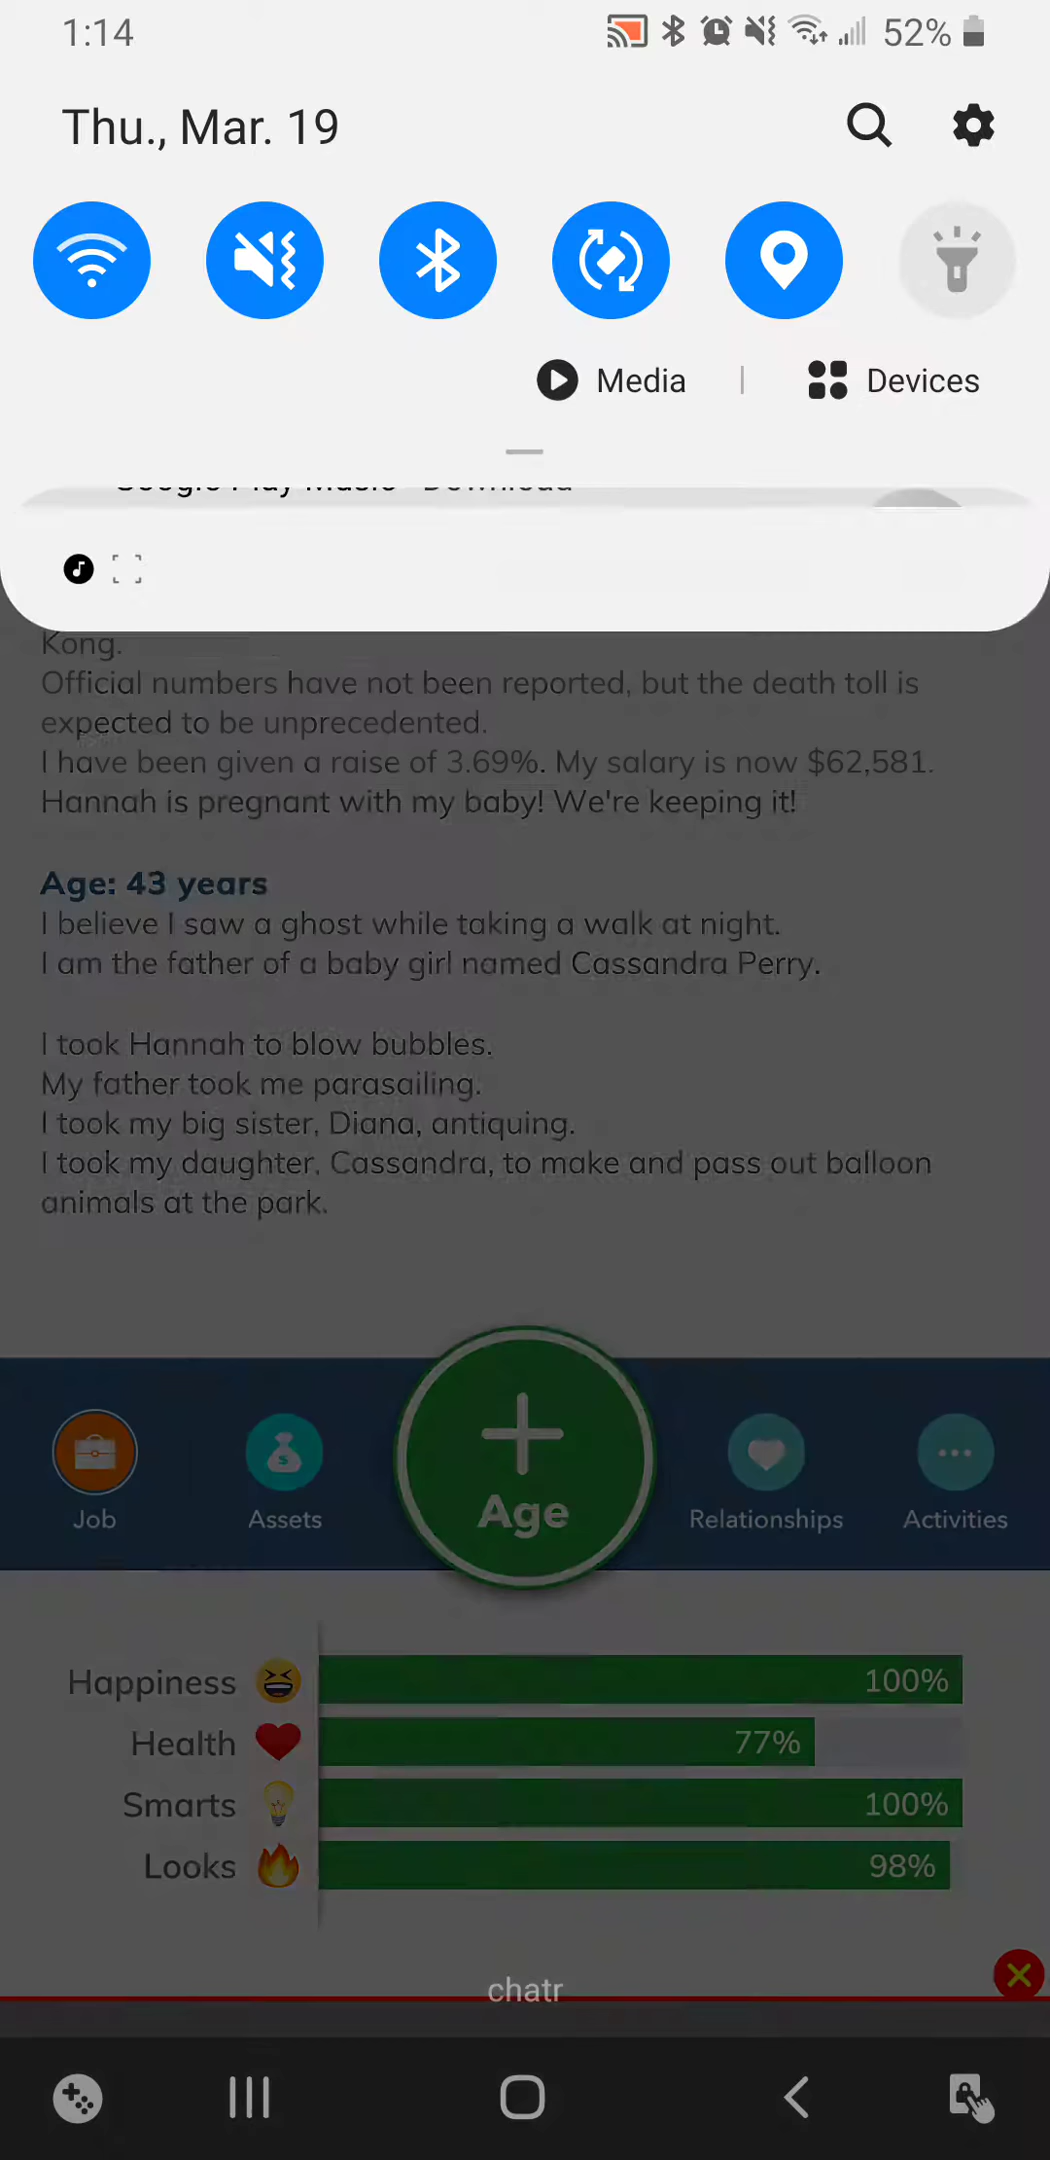 1:14
52%
Thu., Mar. 19
Media | Devices
Google Play Music Download
Kong.
Official numbers have not been reported, but the death toll is
expected to be unprecedented.
I have been given a raise of 3.69%. My salary is now $62,581.
Hannah is pregnant with my baby! We're keeping it!
Age: 43 years
I believe I saw a ghost while taking a walk at night.
I am the father of a baby girl named Cassandra Perry.
I took Hannah to blow bubbles.
My father took me parasailing.
I took my big sister, Diana, antiquing.
I took my daughter, Cassandra, to make and pass out balloon
animals at the park.
Job
Assets
Age
Relationships
Activities
Happiness 100%
Health 77%
Smarts 100%
Looks 98%
chatr